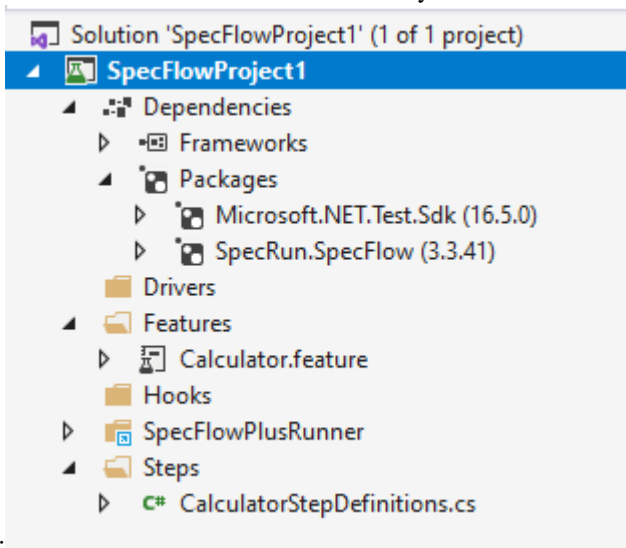 Solution 'SpecFlowProject1' (1 of 1 project)
SpecFlowProject1
Dependencies
Frameworks
Packages
Microsoft.NET.Test.Sdk (16.5.0)
SpecRun.SpecFlow (3.3.41)
Drivers
Features
Calculator.feature
Hooks
SpecFlowPlusRunner
Steps
C# CalculatorStepDefinitions.cs
.